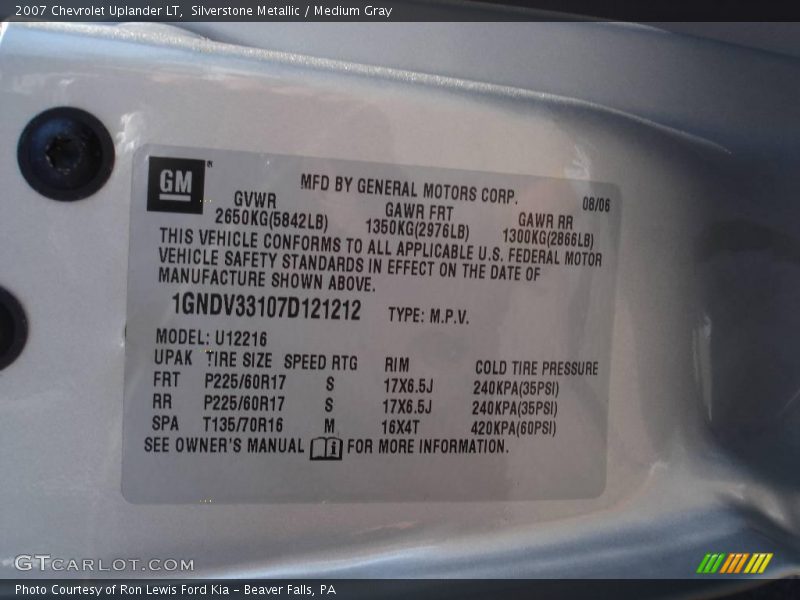 2007 Chevrolet Uplander LT, Silverstone Metallic / Medium Gray
GM
MFD BY GENERAL MOTORS CORP. 08/06
GVWR GAWR FRT GAWR RR
2650KG(5842LB) 1350KG(2976LB) 1300KG(2866LB)
THIS VEHICLE CONFORMS TO ALL APPLICABLE U.S. FEDERAL MOTOR
VEHICLE SAFETY STANDARDS IN EFFECT ON THE DATE OF
MANUFACTURE SHOWN ABOVE.
1GNDV33107D121212 TYPE: M.P.V.
MODEL: U12216
UPAK TIRE SIZE SPEED RTG RIM COLD TIRE PRESSURE
FRT P225/60R17 S 17X6.5J 240KPA(35PSI)
RR P225/60R17 S 17X6.5J 240KPA(35PSI)
SPA T135/70R16 M 16X4T 420KPA(60PSI)
SEE OWNER'S MANUAL FOR MORE INFORMATION.
GTCARLOT.COM
Photo Courtesy of Ron Lewis Ford Kia - Beaver Falls, PA